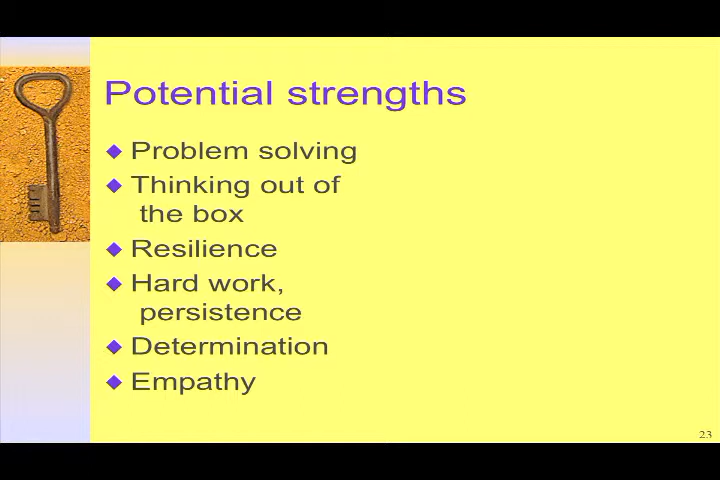 Potential strengths
Problem solving
Thinking out of
the box
Resilience
Hard work,
persistence
Determination
Empathy
23